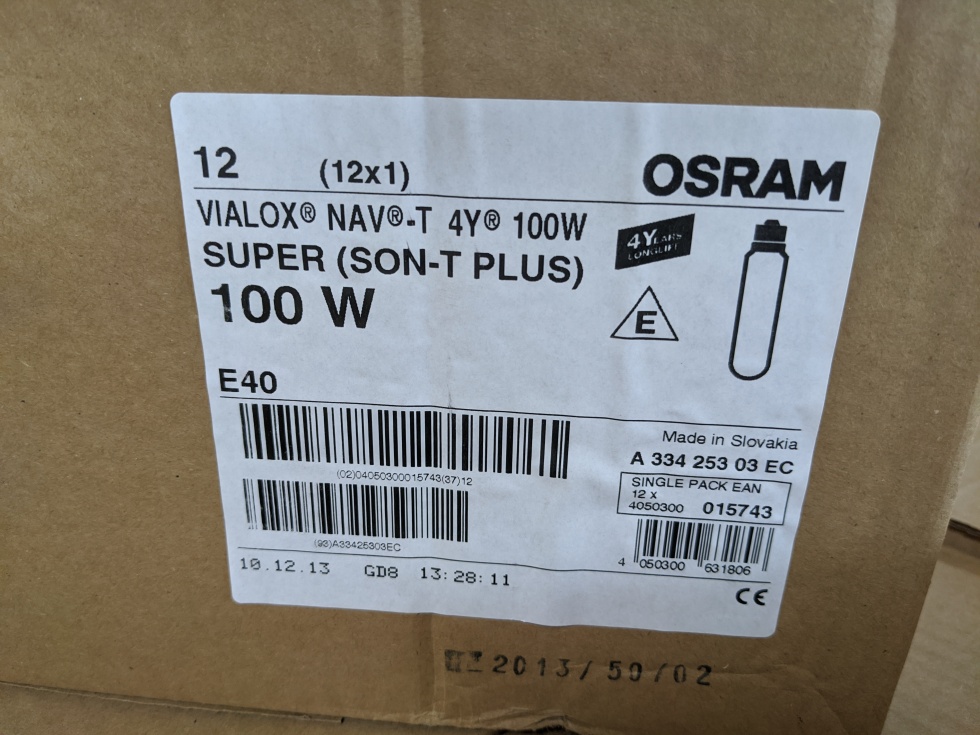 12 (12x1) OSRAM
VIALOX® NAV®-T 4Y® 100W
SUPER (SON-T PLUS)
100 W
4YEARS
LONGLIFE
E
E40
Made in Slovakia
A 334 253 03 EC
(02)04050300015743(37)12
SINGLE PACK EAN
12 x
4050300 015743
(93)A33425303EC
4 050300 631806
10.12.13 GD8 13:28:11
CE
2013/50/02